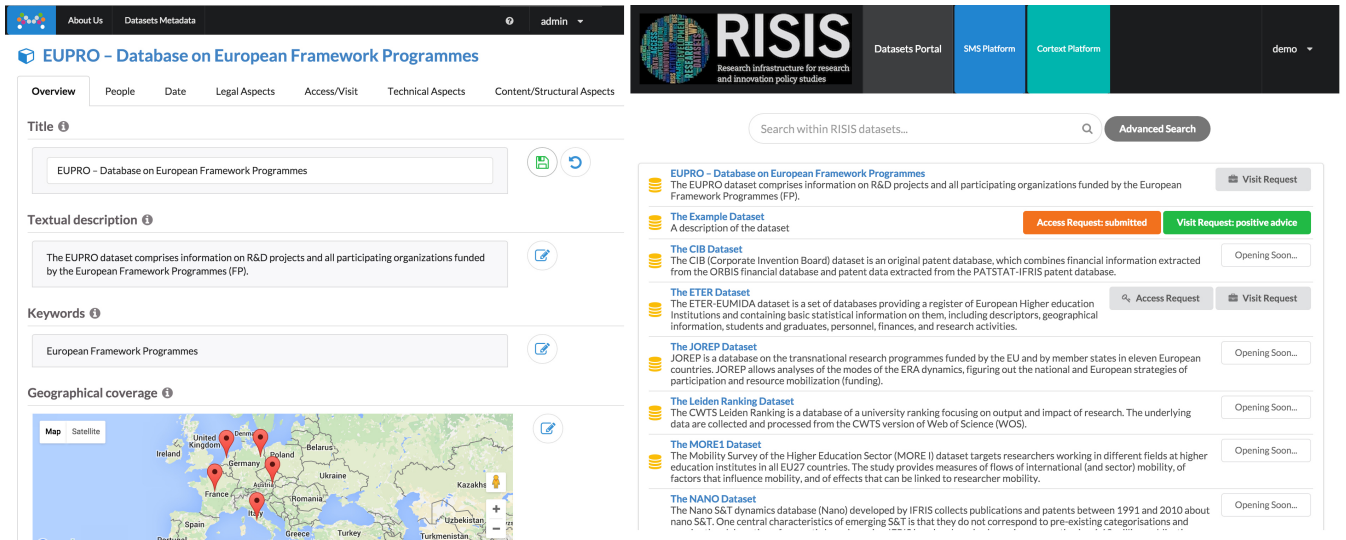 About Us
Datasets Metadata
admin
EUPRO – Database on European Framework Programmes
Overview
People
Date
Legal Aspects
Access/Visit
Technical Aspects
Content/Structural Aspects
Title
EUPRO – Database on European Framework Programmes
Textual description
The EUPRO dataset comprises information on R&D projects and all participating organizations funded
by the European Framework Programmes (FP).
Keywords
European Framework Programmes
Geographical coverage
Map
Satellite
United
Kingdom
Denm
Ireland
Belarus
Poland
Germany
Ukraine
Austria
Kazakhs
France
Romania
Italy
Uzbekistan
Spain
Portugal
Greece
Turkey
Turkmenistan
RISIS
Research infrastructure for research
and innovation policy studies
Datasets Portal
SMS Platform
Cortext Platform
demo
Search within RISIS datasets...
Advanced Search
EUPRO – Database on European Framework Programmes
The EUPRO dataset comprises information on R&D projects and all participating organizations funded by the European
Framework Programmes (FP).
Visit Request
The Example Dataset
A description of the dataset
Access Request: submitted
Visit Request: positive advice
The CIB Dataset
The CIB (Corporate Invention Board) dataset is an original patent database, which combines financial information extracted
from the ORBIS financial database and patent data extracted from the PATSTAT-IFRIS patent database.
Opening Soon...
The ETER Dataset
The ETER-EUMIDA dataset is a set of databases providing a register of European Higher education
Institutions and containing basic statistical information on them, including descriptors, geographical
information, students and graduates, personnel, finances, and research activities.
Access Request
Visit Request
The JOREP Dataset
JOREP is a database on the transnational research programmes funded by the EU and by member states in eleven European
countries. JOREP allows analyses of the modes of the ERA dynamics, figuring out the national and European strategies of
participation and resource mobilization (funding).
Opening Soon...
The Leiden Ranking Dataset
The CWTS Leiden Ranking is a database of a university ranking focusing on output and impact of research. The underlying
data are collected and processed from the CWTS version of Web of Science (WOS).
Opening Soon...
The MORE1 Dataset
The Mobility Survey of the Higher Education Sector (MORE I) dataset targets researchers working in different fields at higher
education institutes in all EU27 countries. The study provides measures of flows of international (and sector) mobility, of
factors that influence mobility, and of effects that can be linked to researcher mobility.
Opening Soon...
The NANO Dataset
The Nano S&T dynamics database (Nano) developed by IFRIS collects publications and patents between 1991 and 2010 about
nano S&T. One central characteristics of emerging S&T is that they do not correspond to pre-existing categorisations and
Opening Soon...